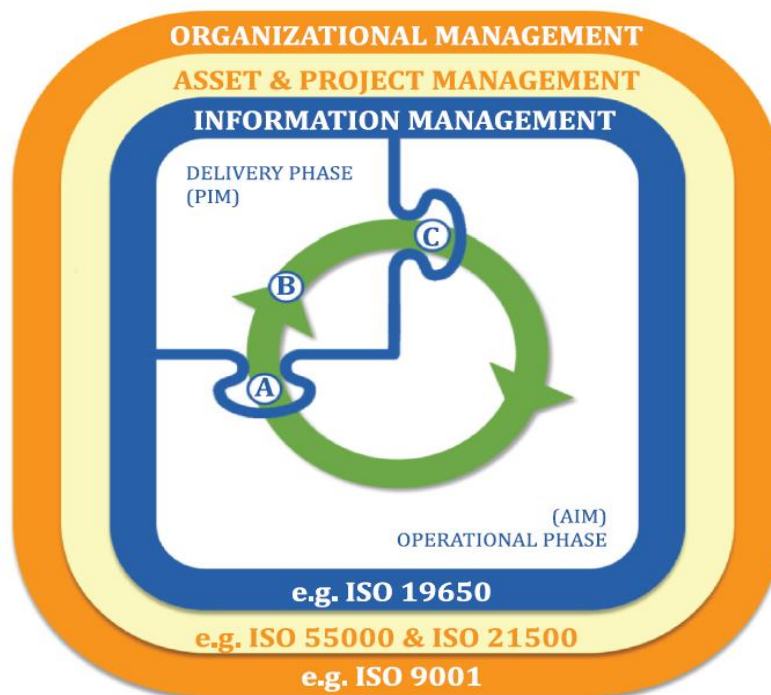 ORGANIZATIONAL MANAGEMENT
ASSET & PROJECT MANAGEMENT
INFORMATION MANAGEMENT
DELIVERY PHASE
(PIM)
C
B
A
(AIM)
OPERATIONAL PHASE
e.g. ISO 19650
e.g. ISO 55000 & ISO 21500
e.g. ISO 9001